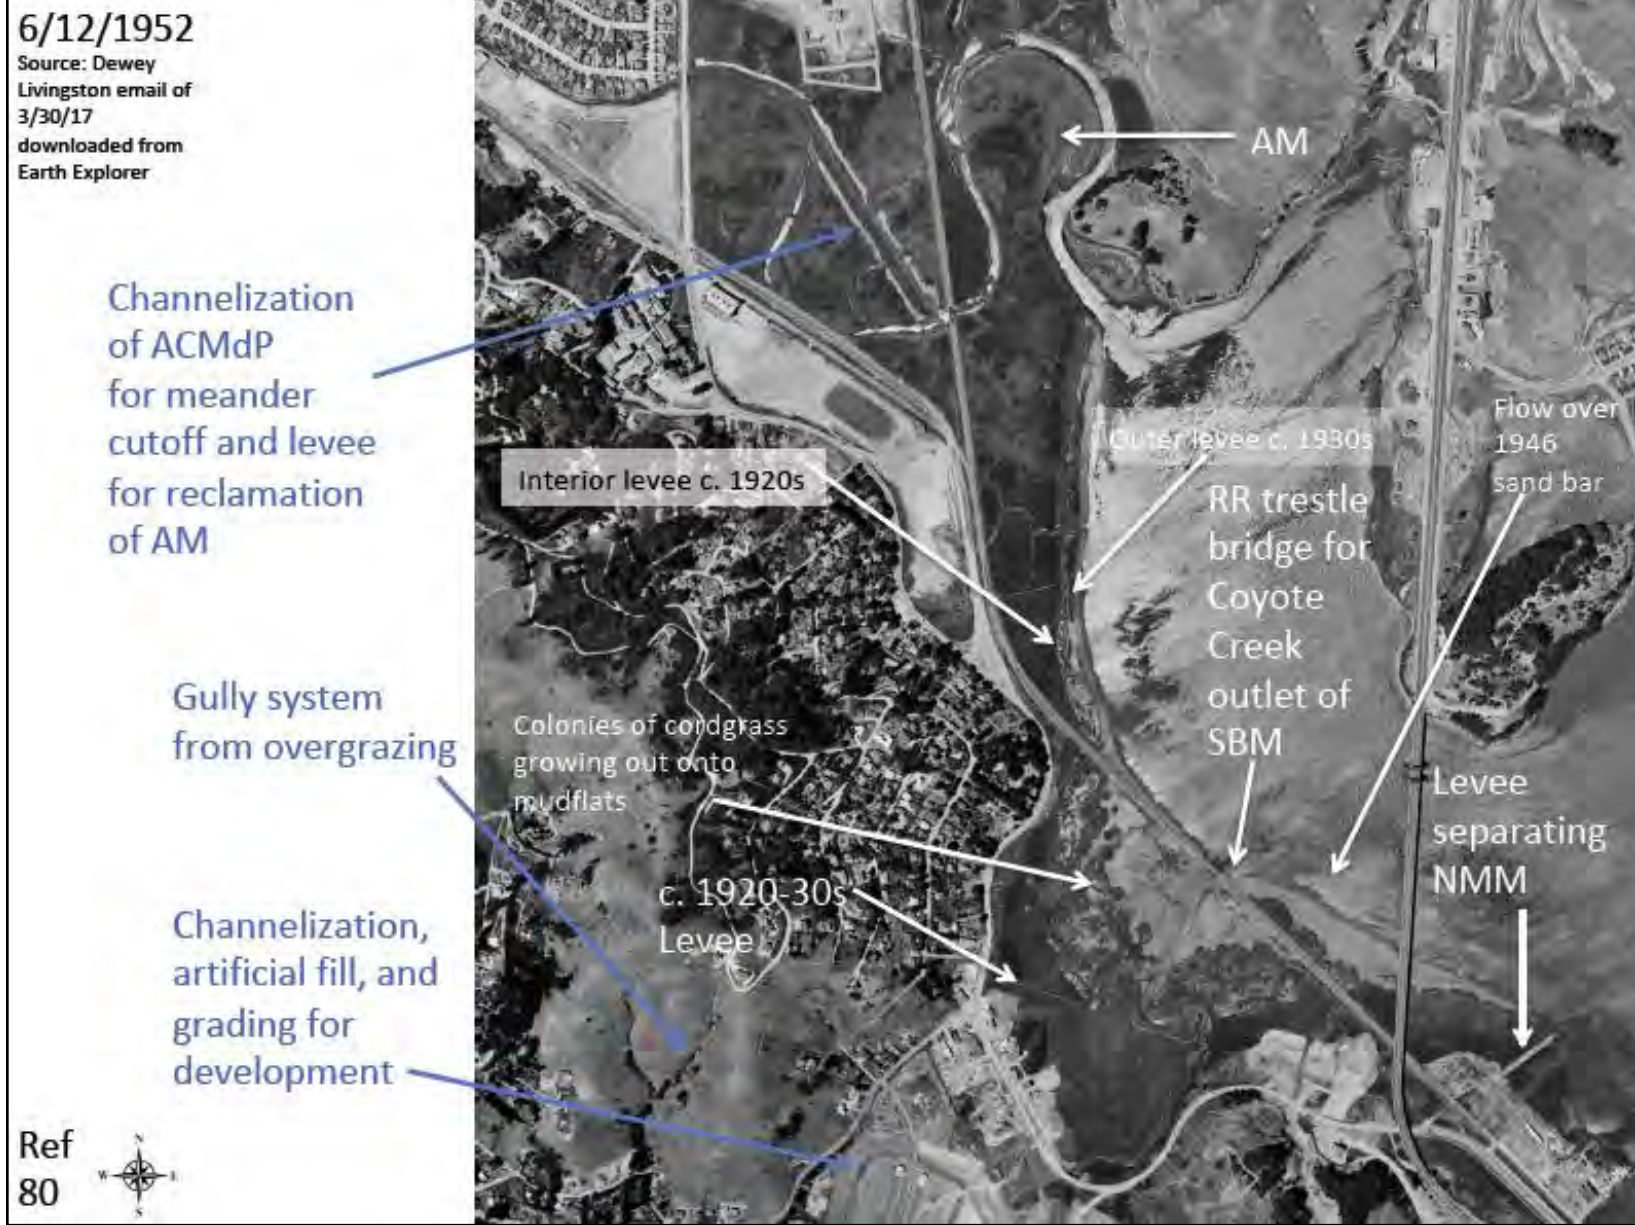 6/12/1952
Source: Dewey
Livingston email of
3/30/17
downloaded from
Earth Explorer
AM
Channelization
of ACMdP
for meander
cutoff and levee
for reclamation
of AM
Interior levee c. 1920s
Outer levee c. 1930s
Flow over
1946
sand bar
RR trestle
bridge for
Coyote
Creek
outlet of
SBM
Gully system
from overgrazing
Colonies of cordgrass
growing out onto
mudflats
Levee
separating
NMM
c. 1920-30s
Levee
Channelization,
artificial fill, and
grading for
development
Ref
80
N
W
E
S